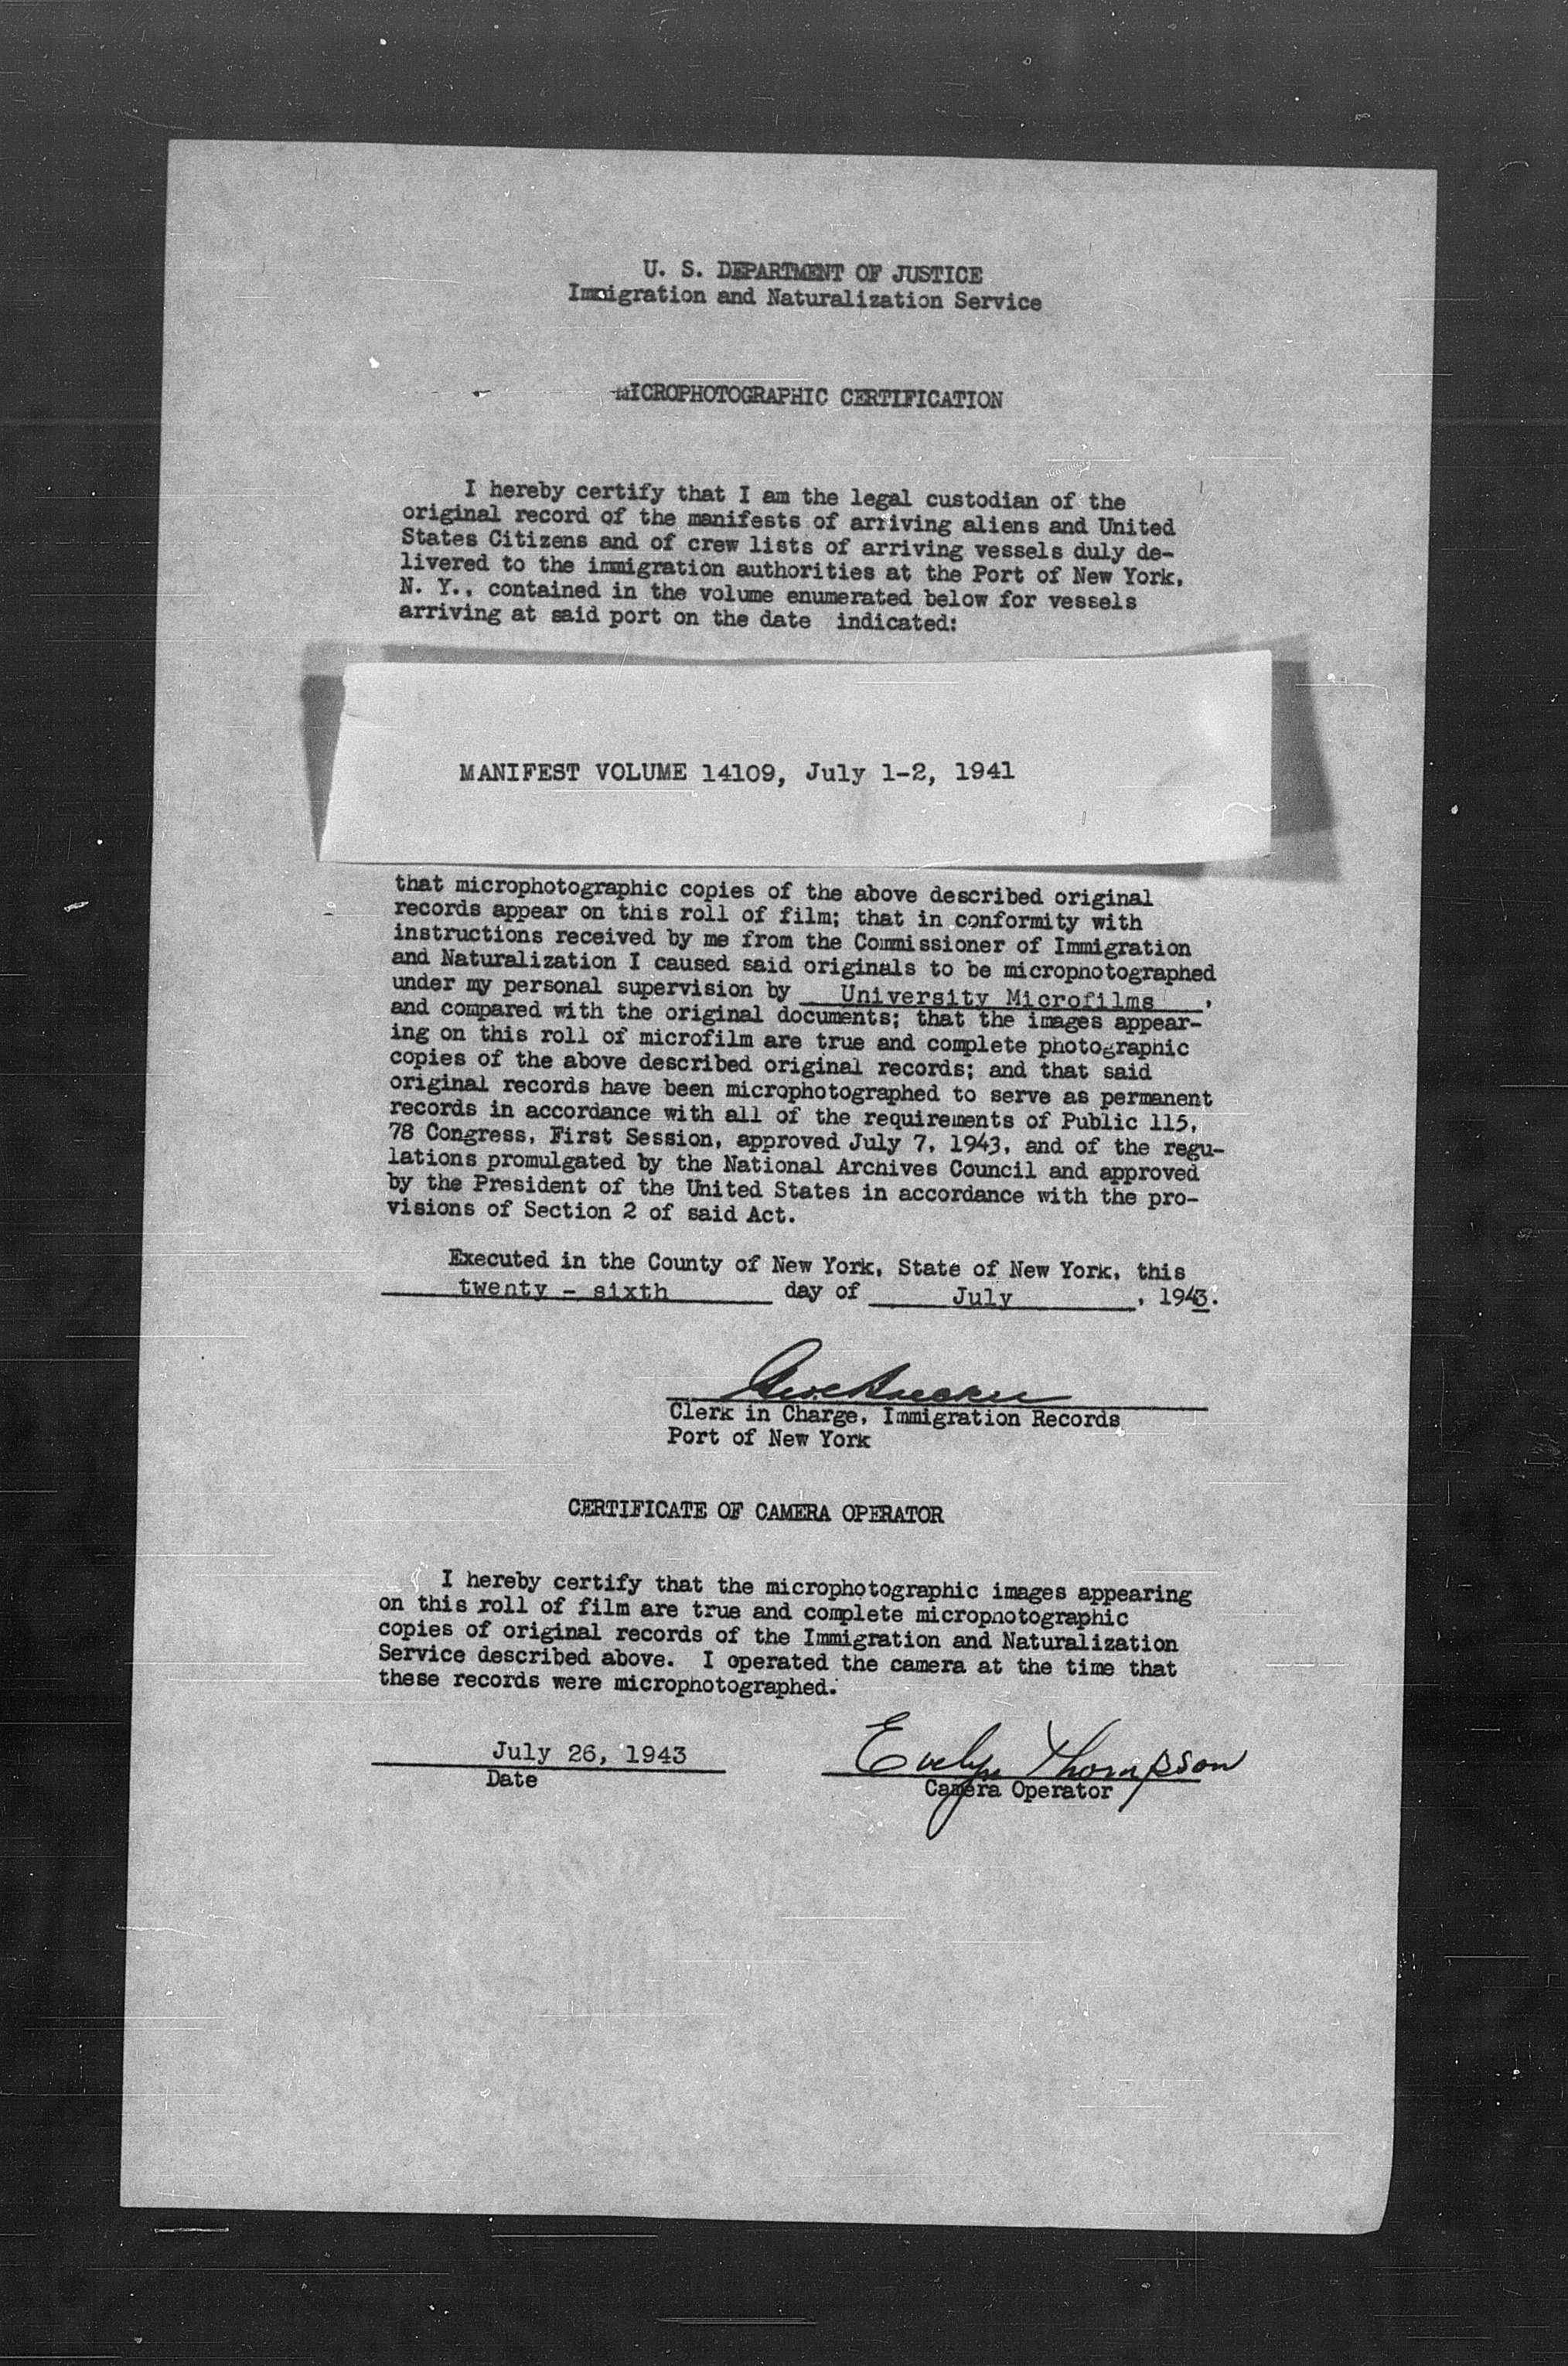 U. S. DEPARTMENT OF JUSTICE
Immigration and Naturalization Service
MICROPHOTOGRAPHIC CERTIFICATION
I hereby certify that I am the legal custodian of the
original record of the manifests of arriving aliens and United
States Citizens and of crew lists of arriving vessels duly de-
livered to the immigration authorities at the Port of New York,
N. Y., contained in the volume enumerated below for vessels
arriving at said port on the date indicated:
MANIFEST VOLUME 14109, July 1-2, 1941
that microphotographic copies of the above described original
records appear on this roll of film; that in conformity with
instructions received by me from the Commissioner of Immigration
and Naturalization I caused said originals to be microphotographed
under my personal supervision by University Microfilms,
and compared with the original documents; that the images appear-
ing on this roll of microfilm are true and complete photographic
copies of the above described original records; and that said
original records have been microphotographed to serve as permanent
records in accordance with all of the requirements of Public 115,
78 Congress, First Session, approved July 7, 1943, and of the regu-
lations promulgated by the National Archives Council and approved
by the President of the United States in accordance with the pro-
visions of Section 2 of said Act.
Executed in the County of New York, State of New York, this
twenty - sixth day of July, 1943.
Clerk in Charge, Immigration Records
Port of New York
CERTIFICATE OF CAMERA OPERATOR
I hereby certify that the microphotographic images appearing
on this roll of film are true and complete microphotographic
copies of original records of the Immigration and Naturalization
Service described above. I operated the camera at the time that
these records were microphotographed.
July 26, 1943 Evelyn Thompson
Date Camera Operator